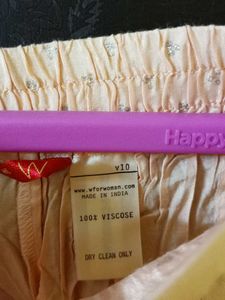 Happy
v10
www.wforwoman.com
MADE IN INDIA
100% VISCOSE
DRY CLEAN ONLY